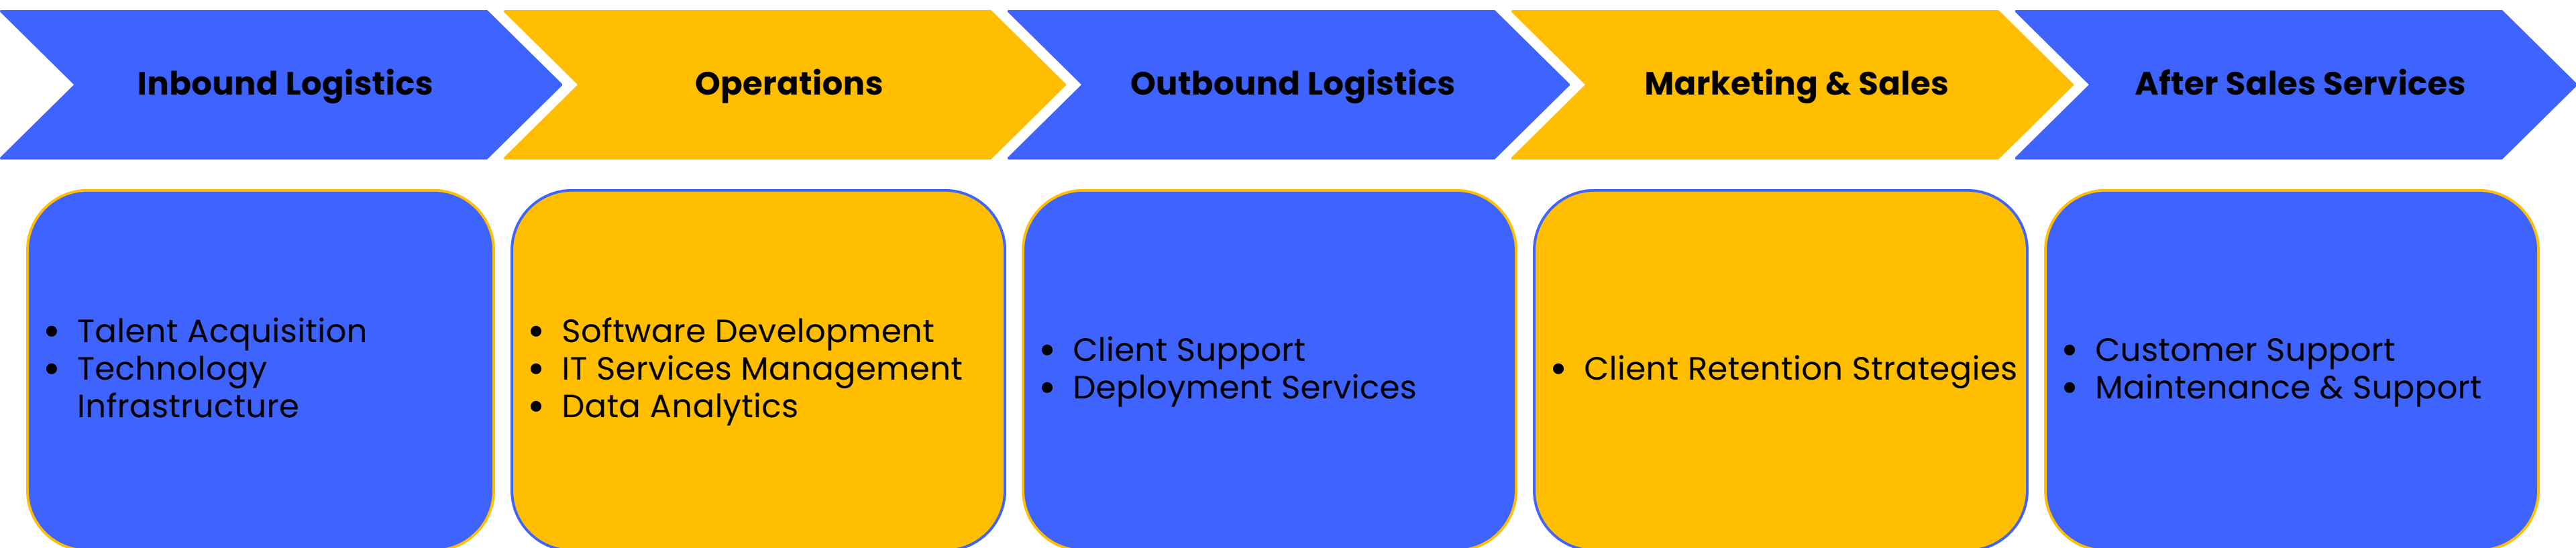 Inbound Logistics
Operations
Outbound Logistics
Marketing & Sales
After Sales Services
• Talent Acquisition
• Technology
Infrastructure
• Software Development
• IT Services Management
• Data Analytics
• Client Support
• Deployment Services
• Client Retention Strategies
• Customer Support
• Maintenance & Support